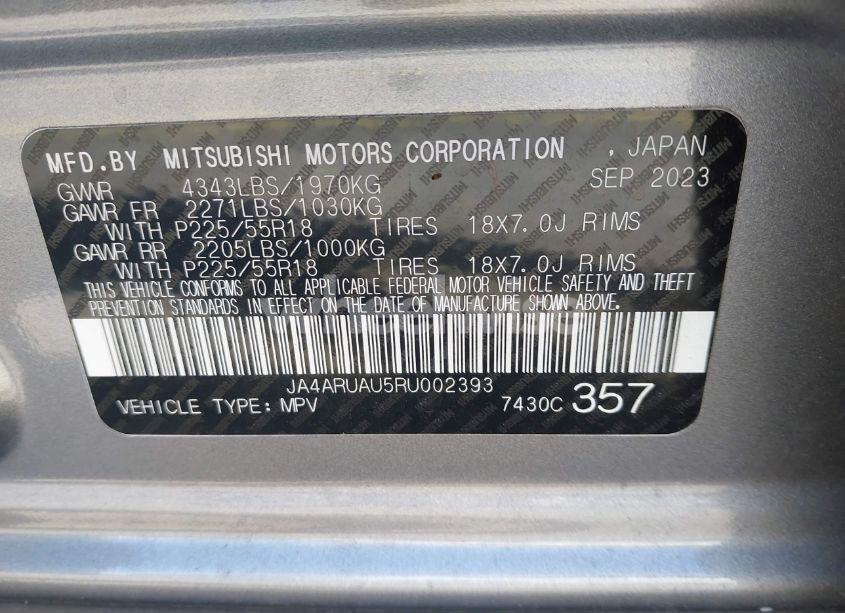 MFD.BY MITSUBISHI MOTORS CORPORATION , JAPAN
GVWR 4343LBS/1970KG SEP 2023
GAWR FR 2271LBS/1030KG
WITH P225/55R18 TIRES 18X7.0J RIMS
GAWR RR 2205LBS/1000KG
WITH P225/55R18 TIRES 18X7.0J RIMS
THIS VEHICLE CONFORMS TO ALL APPLICABLE FEDERAL MOTOR VEHICLE SAFETY AND THEFT
PREVENTION STANDARDS IN EFFECT ON THE DATE OF MANUFACTURE SHOWN ABOVE.
JA4ARUAU5RU002393
VEHICLE TYPE: MPV 7430C 357